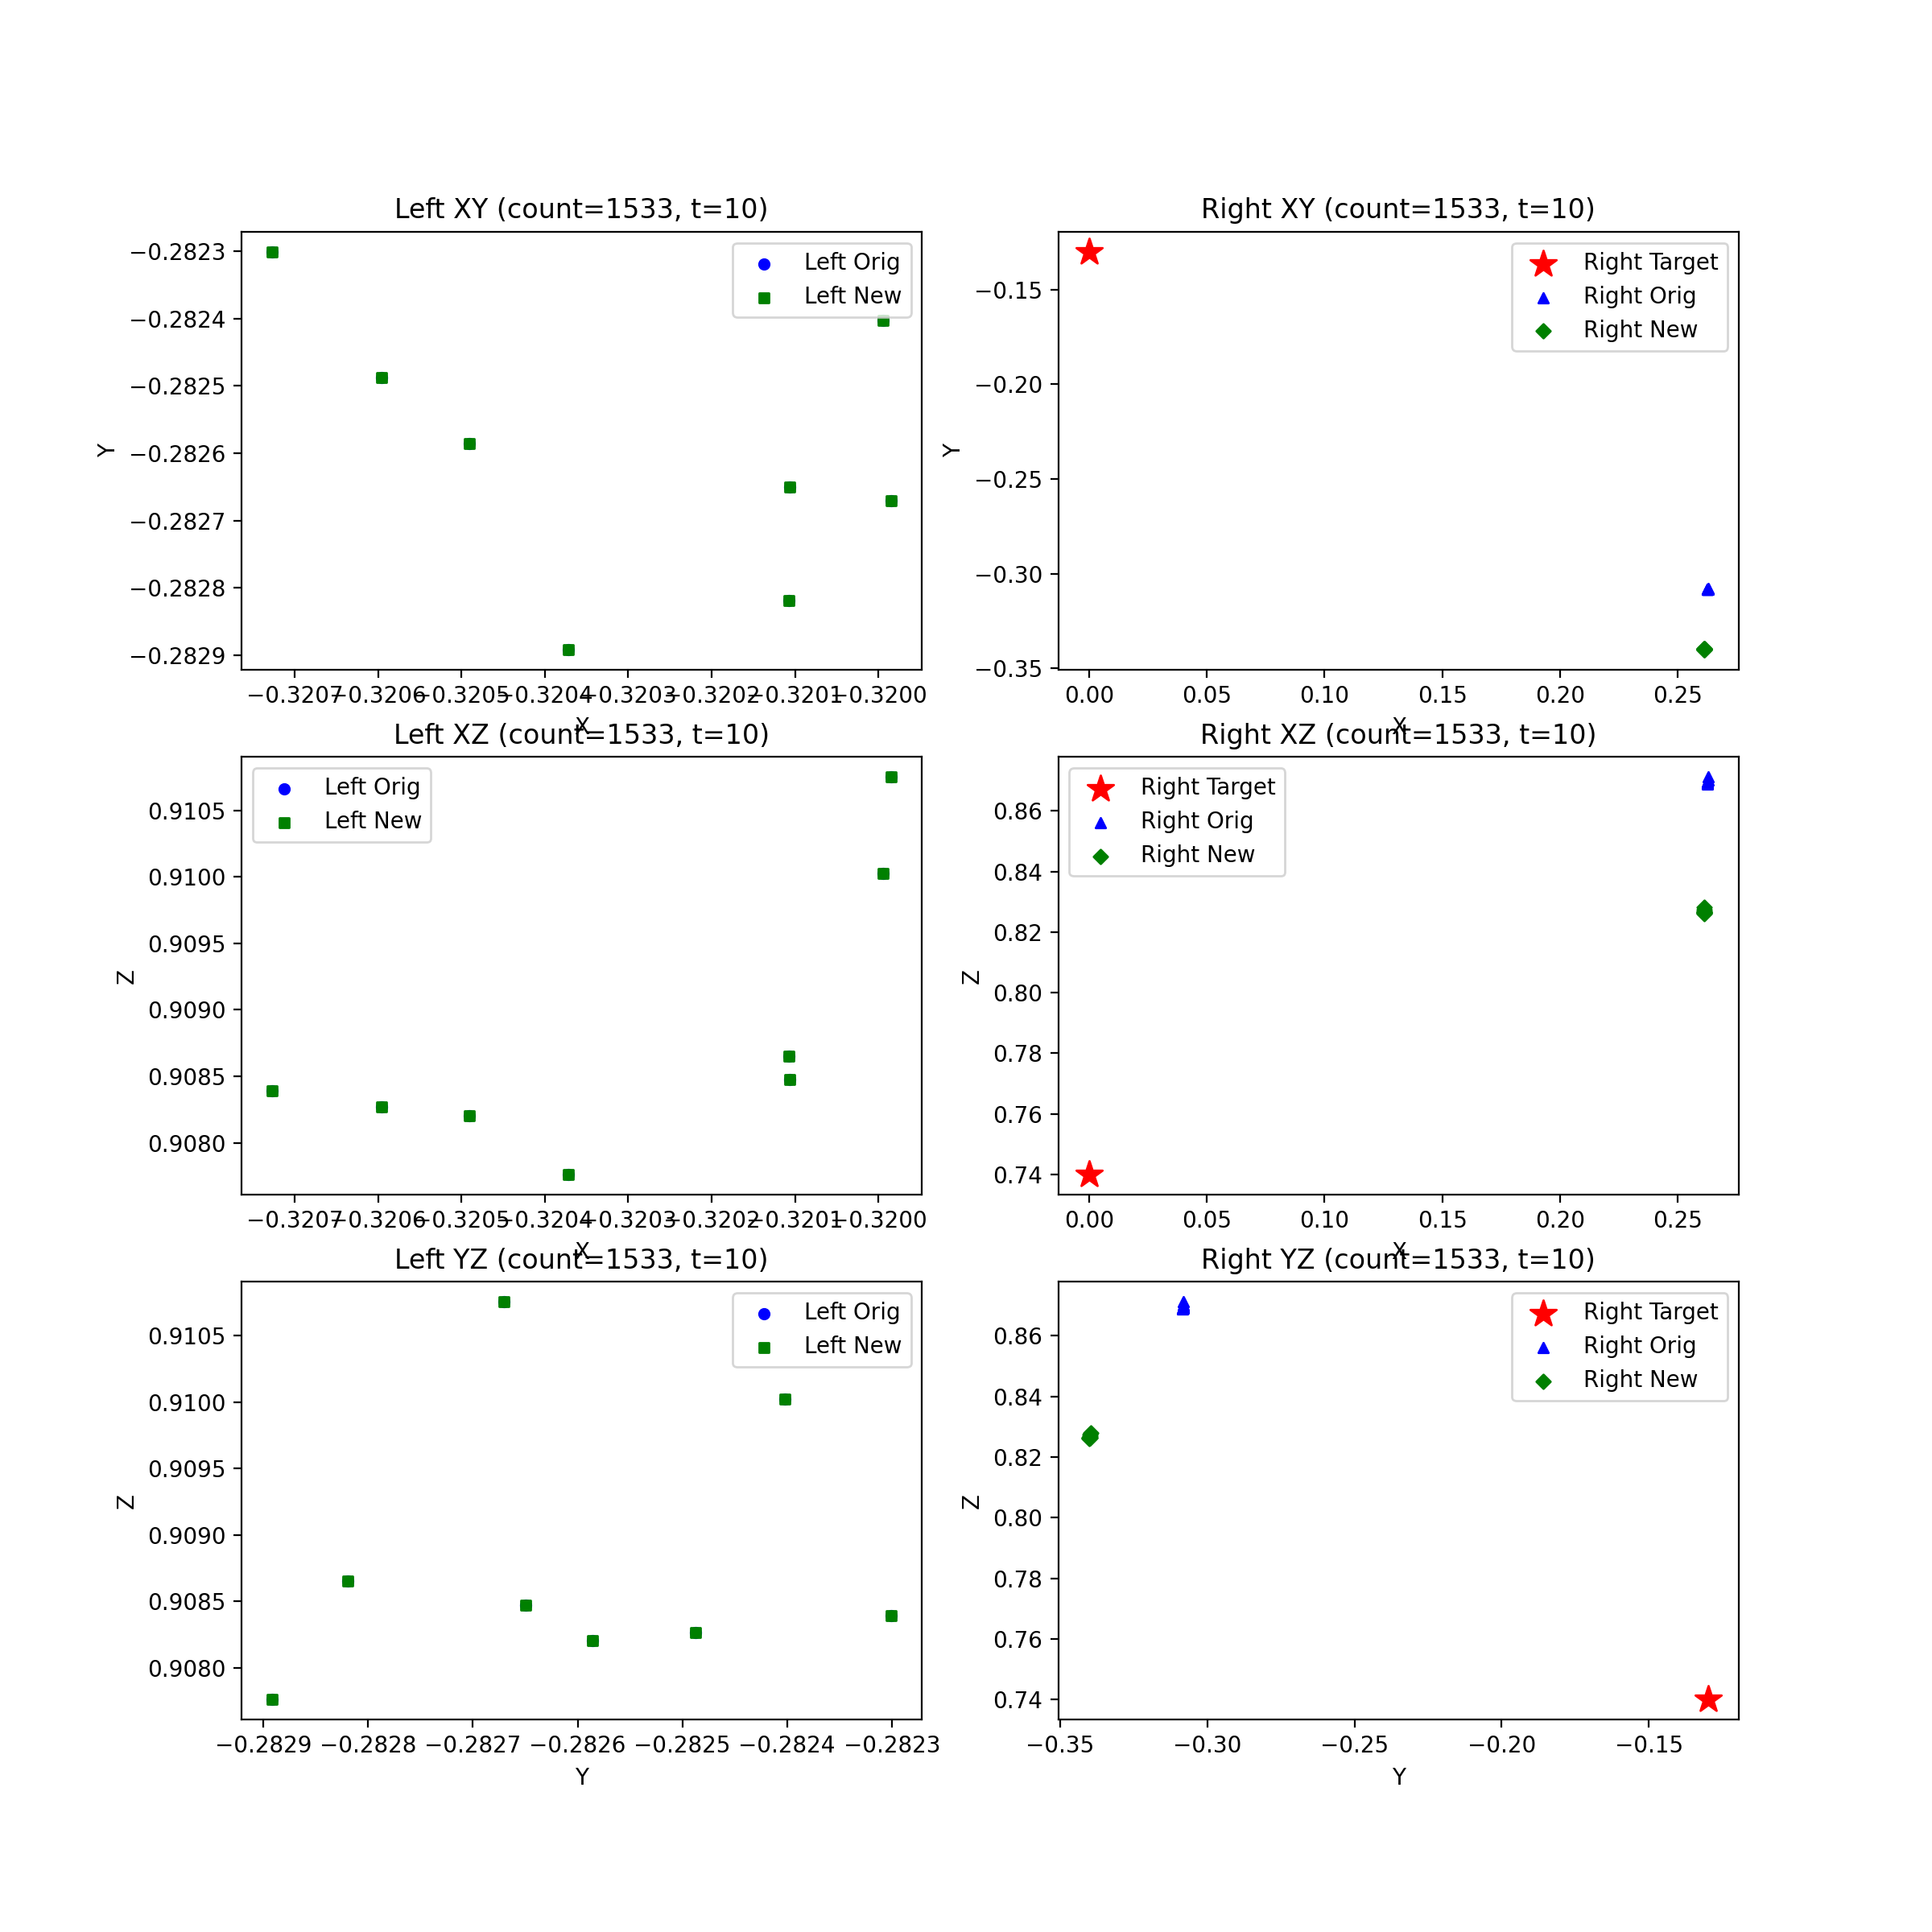 Left XY (count=1533, t=10)
Y
−0.2823
−0.2824
−0.2825
−0.2826
−0.2827
−0.2828
−0.2829
Left Orig
Left New
−0.3207
−0.3206
−0.3205
−0.3204
−0.3203
−0.3202
−0.3201
−0.3200
X
Right XY (count=1533, t=10)
Y
−0.15
−0.20
−0.25
−0.30
−0.35
Right Target
Right Orig
Right New
0.00
0.05
0.10
0.15
0.20
0.25
X
Left XZ (count=1533, t=10)
Z
0.9105
0.9100
0.9095
0.9090
0.9085
0.9080
Left Orig
Left New
−0.3207
−0.3206
−0.3205
−0.3204
−0.3203
−0.3202
−0.3201
−0.3200
X
Right XZ (count=1533, t=10)
Z
0.86
0.84
0.82
0.80
0.78
0.76
0.74
Right Target
Right Orig
Right New
0.00
0.05
0.10
0.15
0.20
0.25
X
Left YZ (count=1533, t=10)
Z
0.9105
0.9100
0.9095
0.9090
0.9085
0.9080
Left Orig
Left New
−0.2829
−0.2828
−0.2827
−0.2826
−0.2825
−0.2824
−0.2823
Y
Right YZ (count=1533, t=10)
Z
0.86
0.84
0.82
0.80
0.78
0.76
0.74
Right Target
Right Orig
Right New
−0.35
−0.30
−0.25
−0.20
−0.15
Y